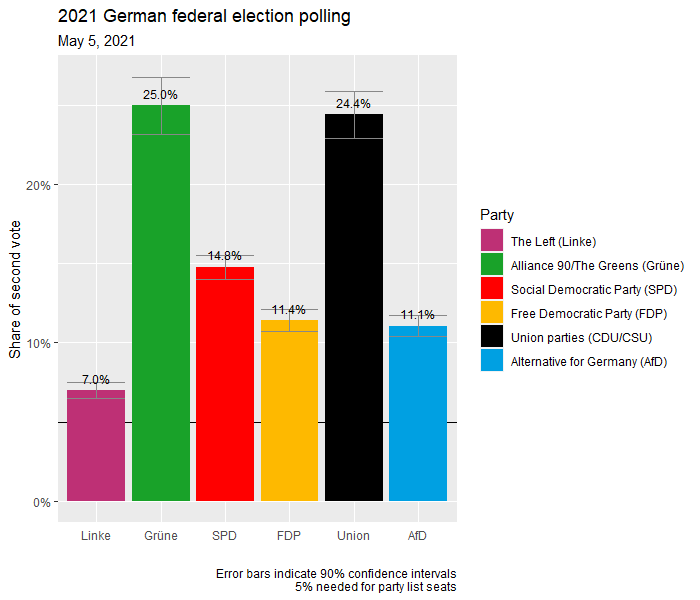 2021 German federal election polling
May 5, 2021
Share of second vote
20%
10%
0%
7.0%
25.0%
14.8%
11.4%
24.4%
11.1%
Linke
Grüne
SPD
FDP
Union
AfD
Party
The Left (Linke)
Alliance 90/The Greens (Grüne)
Social Democratic Party (SPD)
Free Democratic Party (FDP)
Union parties (CDU/CSU)
Alternative for Germany (AfD)
Error bars indicate 90% confidence intervals
5% needed for party list seats